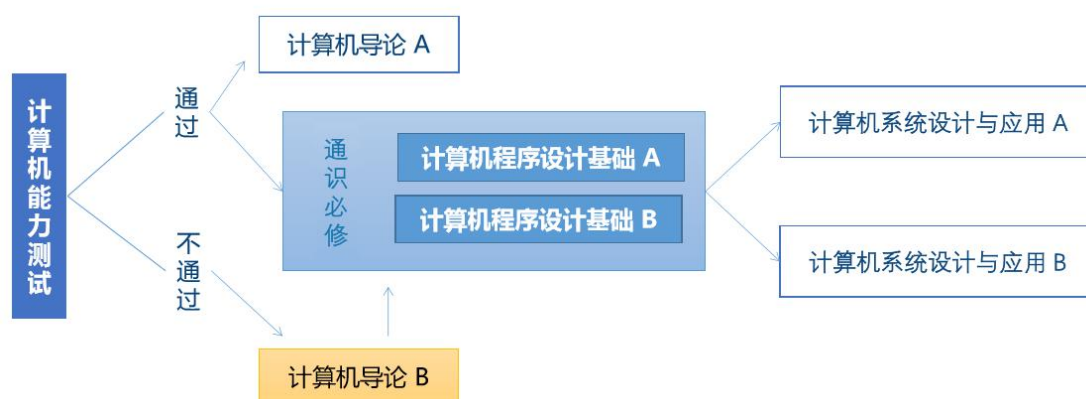 计算机能力测试
通过
不通过
计算机导论 A
通识必修
计算机程序设计基础 A
计算机程序设计基础 B
计算机导论 B
计算机系统设计与应用 A
计算机系统设计与应用 B